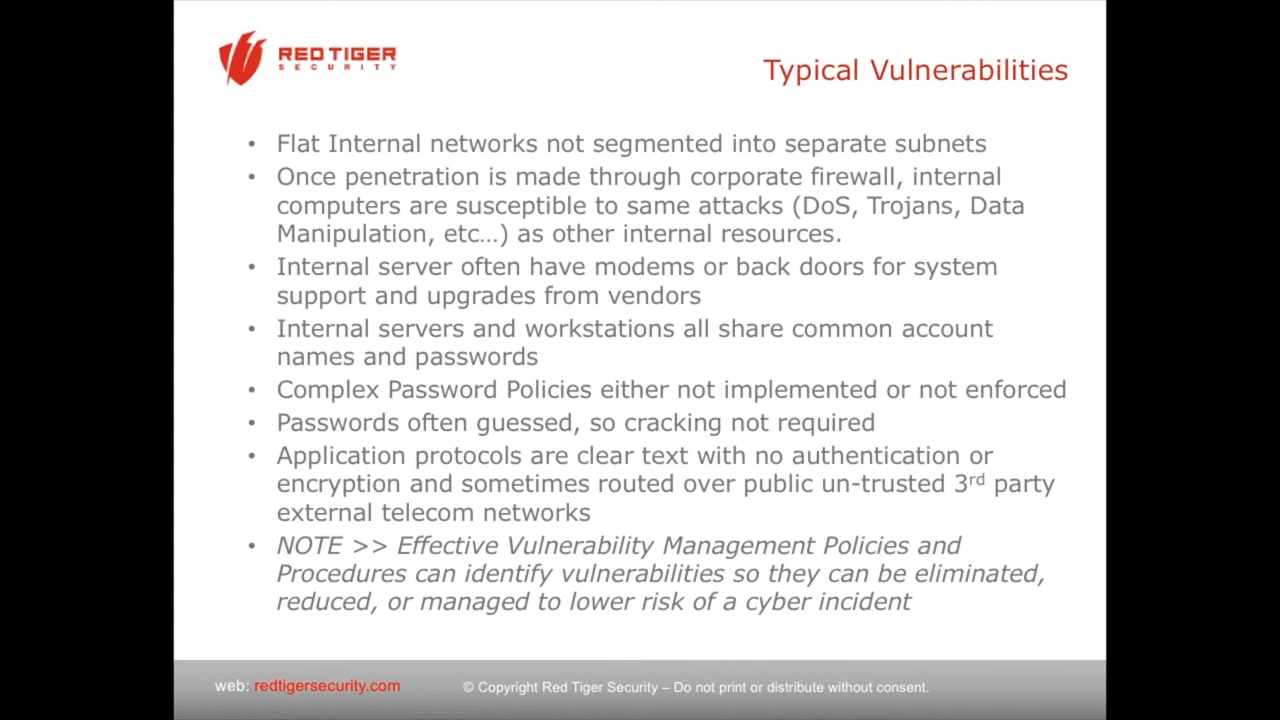 RED TIGER
SECURITY
Typical Vulnerabilities
• Flat Internal networks not segmented into separate subnets
• Once penetration is made through corporate firewall, internal
computers are susceptible to same attacks (DoS, Trojans, Data
Manipulation, etc…) as other internal resources.
• Internal server often have modems or back doors for system
support and upgrades from vendors
• Internal servers and workstations all share common account
names and passwords
• Complex Password Policies either not implemented or not enforced
• Passwords often guessed, so cracking not required
• Application protocols are clear text with no authentication or
encryption and sometimes routed over public un-trusted 3rd party
external telecom networks
• NOTE >> Effective Vulnerability Management Policies and
Procedures can identify vulnerabilities so they can be eliminated,
reduced, or managed to lower risk of a cyber incident
web: redtigersecurity.com
© Copyright Red Tiger Security – Do not print or distribute without consent.